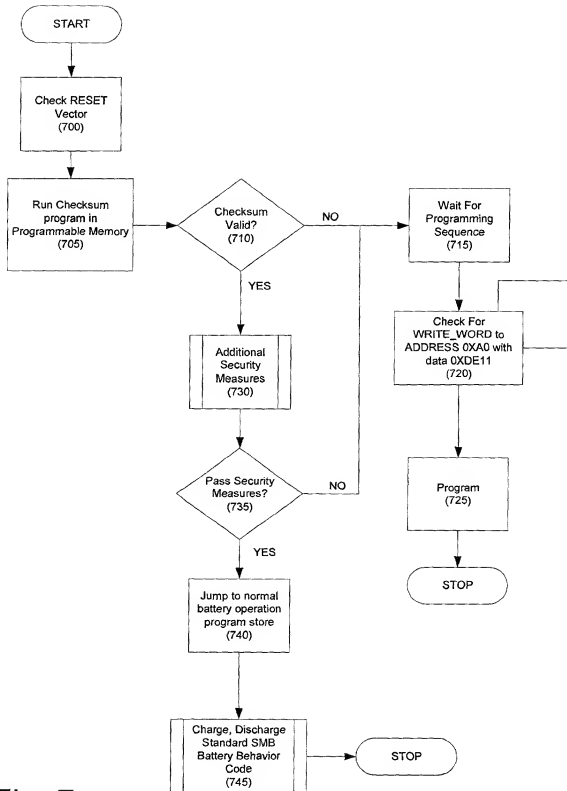 START
Check RESET
Vector
(700)
Run Checksum
program in
Programmable Memory
(705)
Checksum
Valid?
(710)
NO
YES
Wait For
Programming
Sequence
(715)
Check For
WRITE_WORD to
ADDRESS 0XA0 with
data 0XDE11
(720)
Additional
Security
Measures
(730)
Pass Security
Measures?
(735)
NO
YES
Program
(725)
STOP
Jump to normal
battery operation
program store
(740)
Charge, Discharge
Standard SMB
Battery Behavior
Code
(745)
STOP